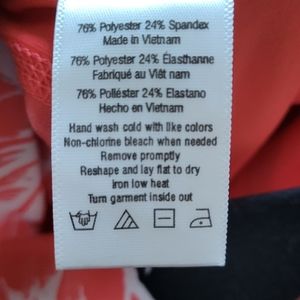 76% Polyester 24% Spandex
Made in Vietnam
76% Polyester 24% Élasthanne
Fabriqué au Viêt nam
76% Poliéster 24% Elastano
Hecho en Vietnam
Hand wash cold with like colors
Non-chlorine bleach when needed
Remove promptly
Reshape and lay flat to dry
Iron low heat
Turn garment inside out